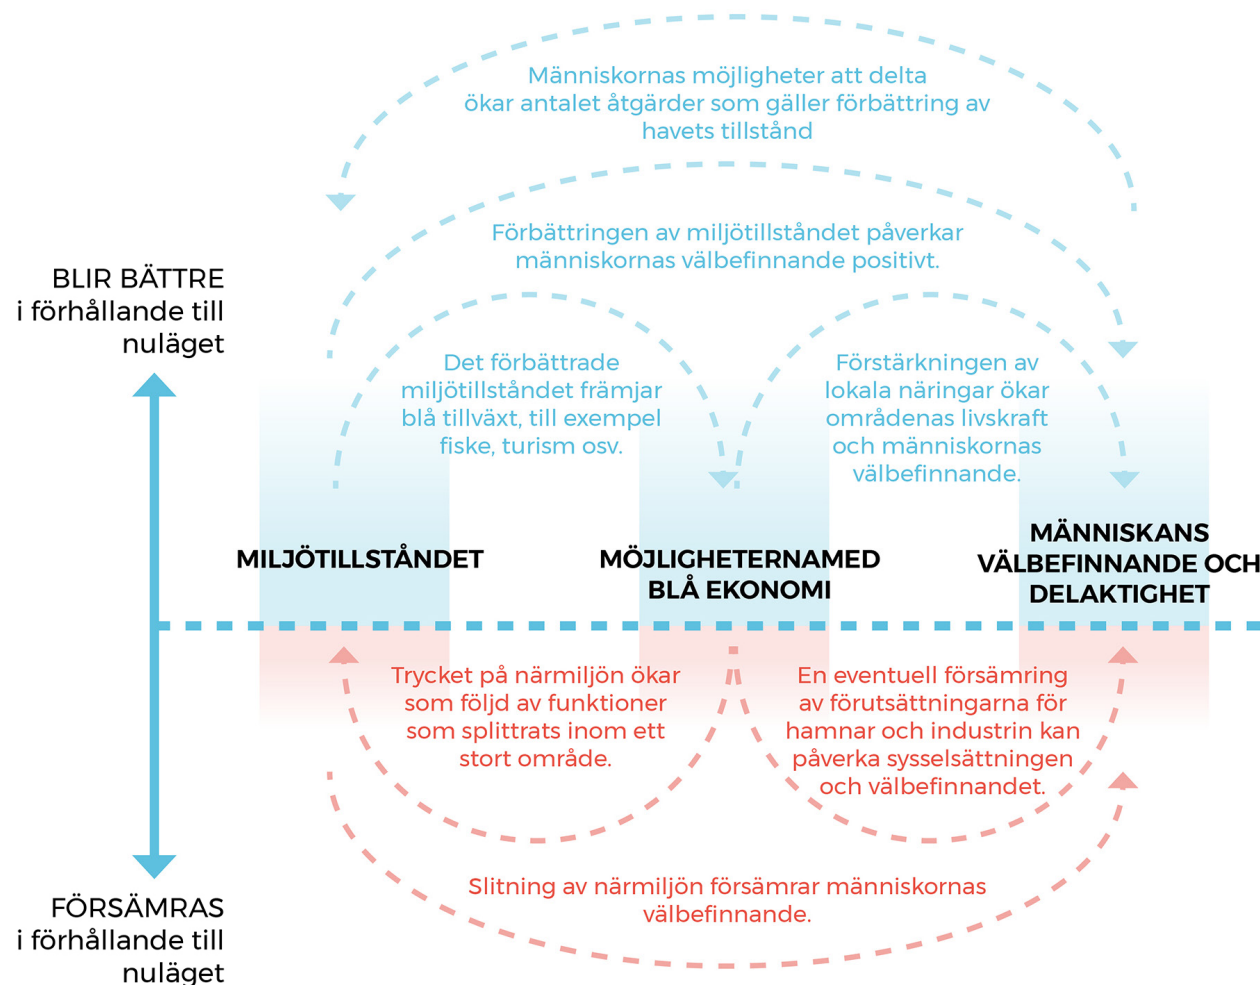 Människornas möjligheter att delta
ökar antalet åtgärder som gäller förbättring av
havets tillstånd
Förbättringen av miljötillståndet påverkar
människornas välbefinnande positivt.
BLIR BÄTTRE
i förhållande till
nuläget
Det förbättrade
miljötillståndet främjar
blå tillväxt, till exempel
fiske, turism osv.
Förstärkningen av
lokala näringar ökar
områdenas livskraft
och människornas
välbefinnande.
MILJÖTILLSTÅNDET
MÖJLIGHETERNAMED
BLÅ EKONOMI
MÄNNISKANS
VÄLBEFINNANDE OCH
DELAKTIGHET
Trycket på närmiljön ökar
som följd av funktioner
som splittrats inom ett
stort område.
En eventuell försämring
av förutsättningarna för
hamnar och industrin kan
påverka sysselsättningen
och välbefinnandet.
Slitning av närmiljön försämrar människornas
välbefinnande.
FÖRSÄMRAS
i förhållande till
nuläget